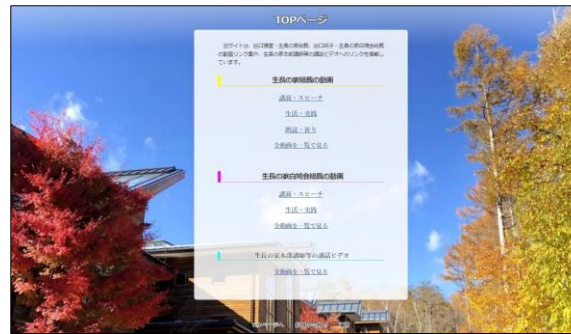 TOPページ
当サイトは、谷口雅宣・生長の家総裁、谷口純子・生長の家白鳩会総裁
の動画リンク集や、生長の家本部講師等の講話ビデオへのリンクを掲載し
ています。
生長の家総裁の動画
講演・スピーチ
生活・実践
朗読・祈り
全動画を一覧で見る
生長の家白鳩会総裁の動画
講演・スピーチ
生活・実践
全動画を一覧で見る
生長の家本部講師等の講話ビデオ
全動画を一覧で見る